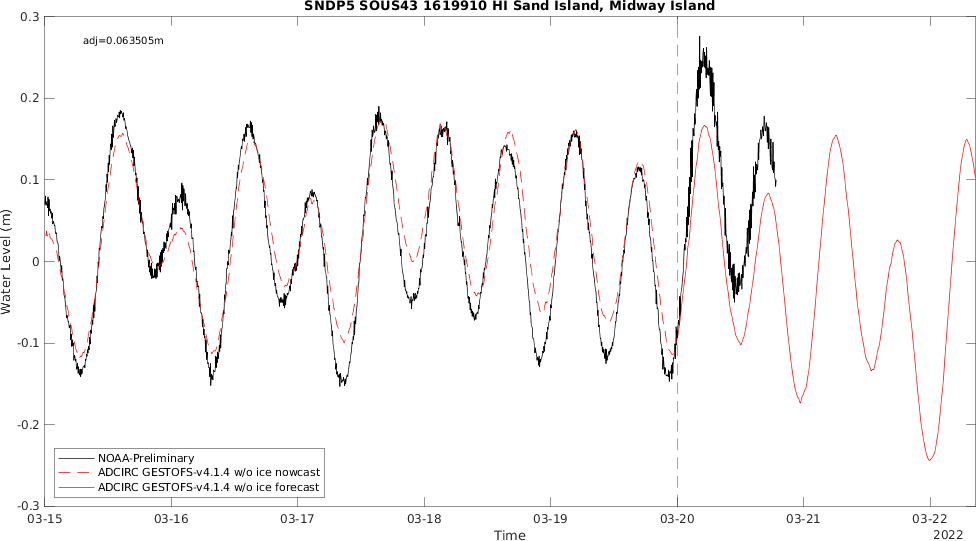 SNDP5 SOUS43 1619910 HI Sand Island, Midway Island
adj=0.063505m
0.3
0.2
0.1
0
-0.1
-0.2
-0.3
Water Level (m)
NOAA-Preliminary
ADCIRC GESTOFS-v4.1.4 w/o ice nowcast
ADCIRC GESTOFS-v4.1.4 w/o ice forecast
03-15 03-16 03-17 03-18 03-19 03-20 03-21 03-22
Time
2022